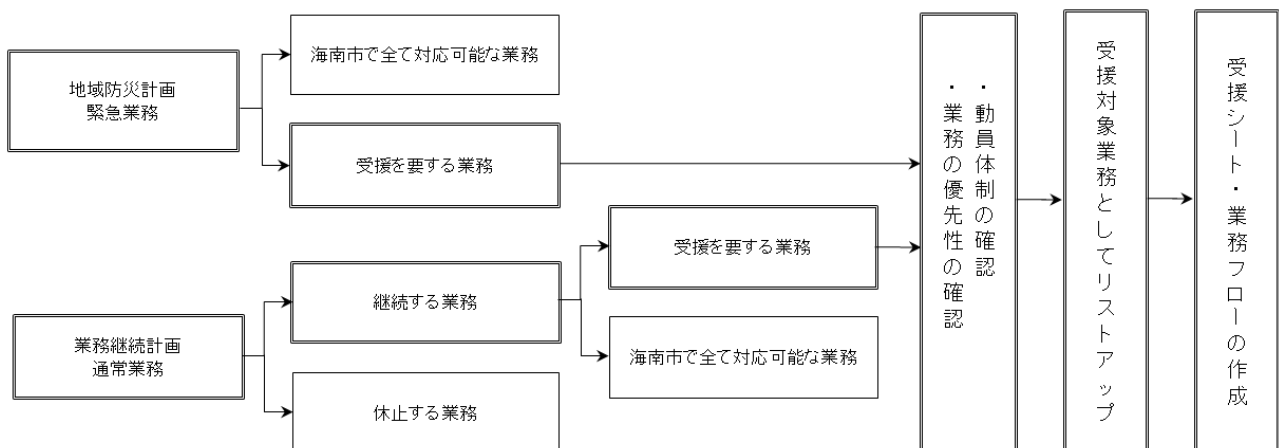 地域防災計画
緊急業務
海南市で全て対応可能な業務
受援を要する業務
業務継続計画
通常業務
継続する業務
休止する業務
受援を要する業務
海南市で全て対応可能な業務
・動員体制の確認
・業務の優先性の確認
受援対象業務としてリストアップ
受援シート・業務フローの作成